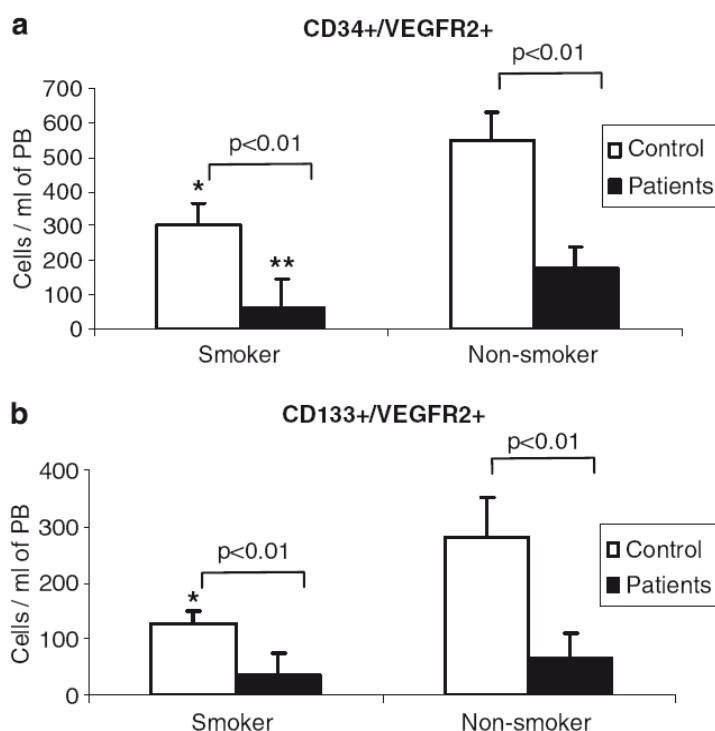 a
CD34+/VEGFR2+
p<0.01
700
600
500
400
300
200
100
0
Cells / ml of PB
p<0.01
*
**
Control
Patients
Smoker
Non-smoker
b
CD133+/VEGFR2+
p<0.01
400
300
200
100
0
Cells / ml of PB
p<0.01
*
Control
Patients
Smoker
Non-smoker